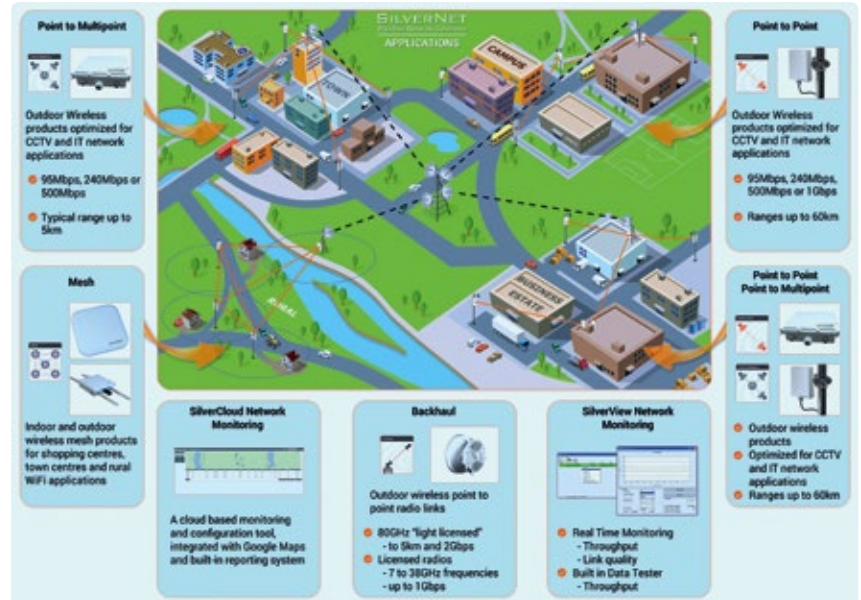 SILVERNET
APPLICATIONS
Point to Multipoint
Outdoor Wireless
products optimized for
CCTV and IT network
applications
95Mbps, 240Mbps or
500Mbps
Typical range up to
5km
TOWN
CAMPUS
RURAL
BUSINESS
ESTATE
Point to Point
Outdoor Wireless
products optimized for
CCTV and IT network
applications
95Mbps, 240Mbps,
500Mbps or 1Gbps
Ranges up to 60km
Mesh
Indoor and outdoor
wireless mesh products
for shopping centres,
town centres and rural
WiFi applications
Point to Point
Point to Multipoint
Outdoor wireless
products
Optimized for CCTV
and IT network
applications
Ranges up to 60km
SilverCloud Network
Monitoring
A cloud based monitoring
and configuration tool,
integrated with Google Maps
and built-in reporting system
Backhaul
Outdoor wireless point to
point radio links
80GHz "light licensed"
- to 5km and 2Gbps
Licensed radios
- 7 to 38GHz frequencies
- up to 1Gbps
SilverView Network
Monitoring
Real Time Monitoring
- Throughput
- Link quality
Built in Data Tester
- Throughput